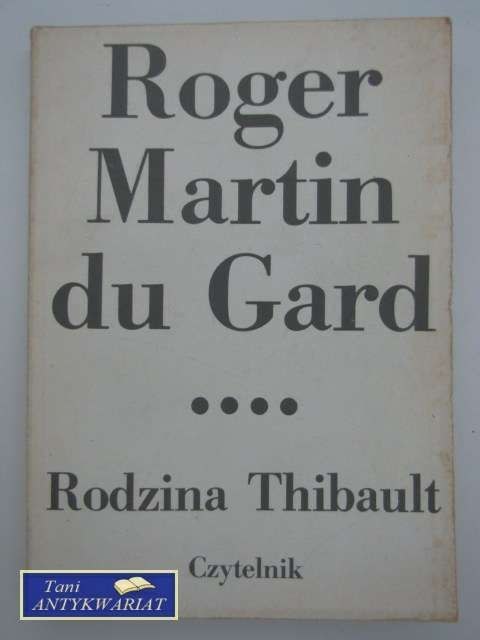 Roger
Martin
du Gard
••••
Rodzina Thibault
Czytelnik
Tani
ANTYKWARIAT